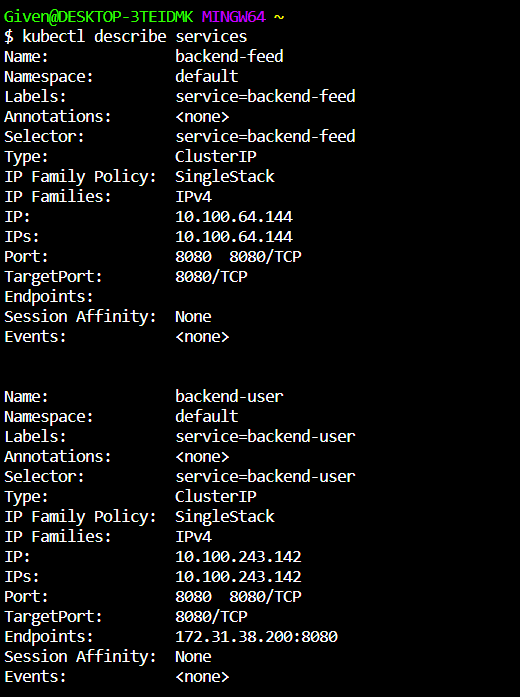 Given@DESKTOP-3TEIDMK MINGW64 ~
$ kubectl describe services
Name:              backend-feed
Namespace:         default
Labels:            service=backend-feed
Annotations:       <none>
Selector:          service=backend-feed
Type:              ClusterIP
IP Family Policy:  SingleStack
IP Families:       IPv4
IP:                10.100.64.144
IPs:               10.100.64.144
Port:              8080  8080/TCP
TargetPort:        8080/TCP
Endpoints:
Session Affinity:  None
Events:            <none>
Name:              backend-user
Namespace:         default
Labels:            service=backend-user
Annotations:       <none>
Selector:          service=backend-user
Type:              ClusterIP
IP Family Policy:  SingleStack
IP Families:       IPv4
IP:                10.100.243.142
IPs:               10.100.243.142
Port:              8080  8080/TCP
TargetPort:        8080/TCP
Endpoints:         172.31.38.200:8080
Session Affinity:  None
Events:            <none>